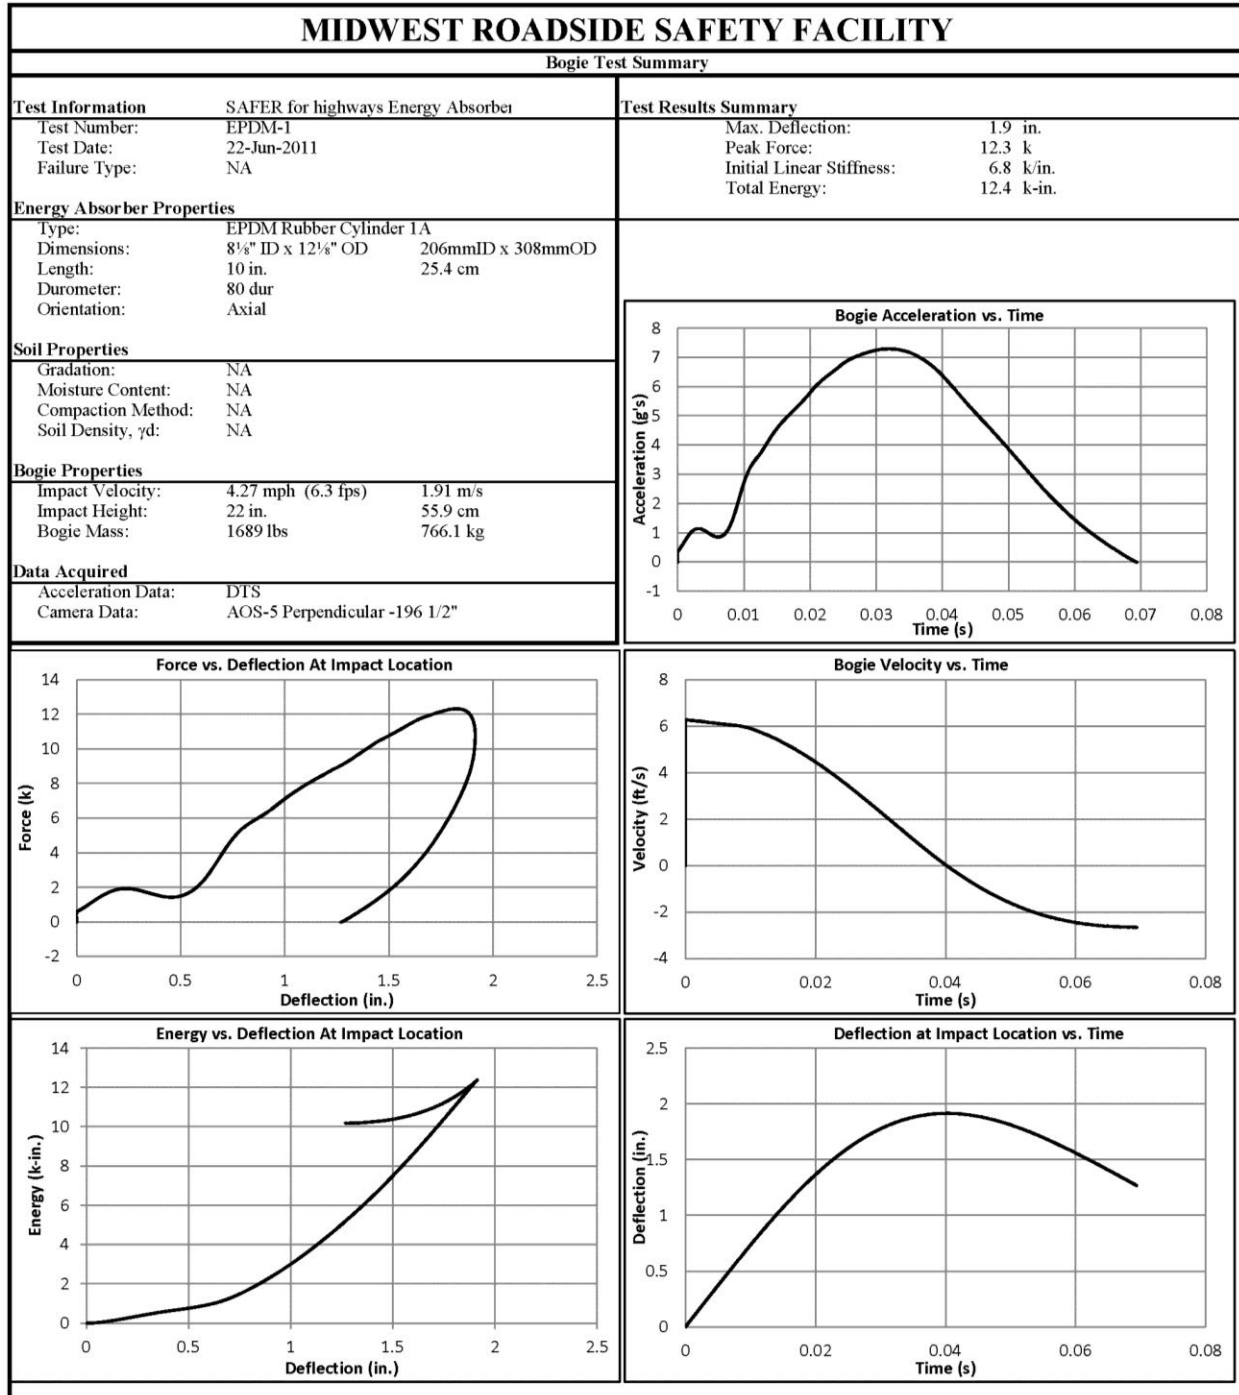 MIDWEST ROADSIDE SAFETY FACILITY
Bogie Test Summary
Test Information SAFER for highways Energy Absorber
Test Number: EPDM-1
Test Date: 22-Jun-2011
Failure Type: NA
Energy Absorber Properties
Type: EPDM Rubber Cylinder 1A
Dimensions: 8⅛" ID x 12⅛" OD 206mmID x 308mmOD
Length: 10 in. 25.4 cm
Durometer: 80 dur
Orientation: Axial
Soil Properties
Gradation: NA
Moisture Content: NA
Compaction Method: NA
Soil Density, γd: NA
Bogie Properties
Impact Velocity: 4.27 mph (6.3 fps) 1.91 m/s
Impact Height: 22 in. 55.9 cm
Bogie Mass: 1689 lbs 766.1 kg
Data Acquired
Acceleration Data: DTS
Camera Data: AOS-5 Perpendicular -196 1/2"
Test Results Summary
Max. Deflection: 1.9 in.
Peak Force: 12.3 k
Initial Linear Stiffness: 6.8 k/in.
Total Energy: 12.4 k-in.
Bogie Acceleration vs. Time
Acceleration (g's)
8
7
6
5
4
3
2
1
0
-1
0 0.01 0.02 0.03 0.04 0.05 0.06 0.07 0.08
Time (s)
Force vs. Deflection At Impact Location
Force (k)
14
12
10
8
6
4
2
0
-2
0 0.5 1 1.5 2 2.5
Deflection (in.)
Bogie Velocity vs. Time
Velocity (ft/s)
8
6
4
2
0
-2
-4
0 0.02 0.04 0.06 0.08
Time (s)
Energy vs. Deflection At Impact Location
Energy (k-in.)
14
12
10
8
6
4
2
0
0 0.5 1 1.5 2 2.5
Deflection (in.)
Deflection at Impact Location vs. Time
Deflection (in.)
2.5
2
1.5
1
0.5
0
0 0.02 0.04 0.06 0.08
Time (s)